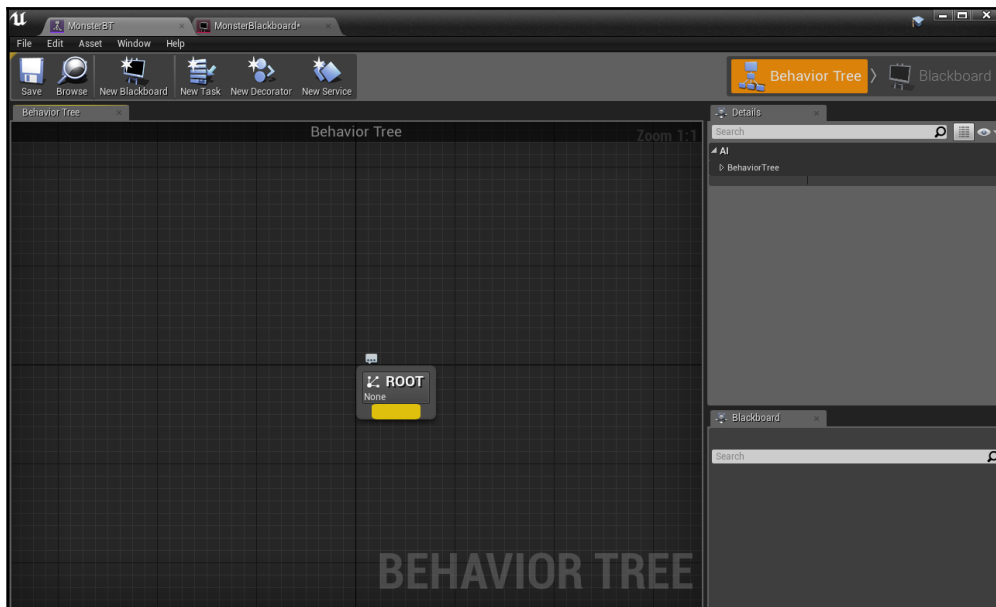 MonsterBT
MonsterBlackboard*
File Edit Asset Window Help
Save Browse New Blackboard New Task New Decorator New Service
Behavior Tree Blackboard
Behavior Tree
Details
Behavior Tree
Zoom 1:1
Search
AI
BehaviorTree
ROOT
None
Blackboard
Search
BEHAVIOR TREE